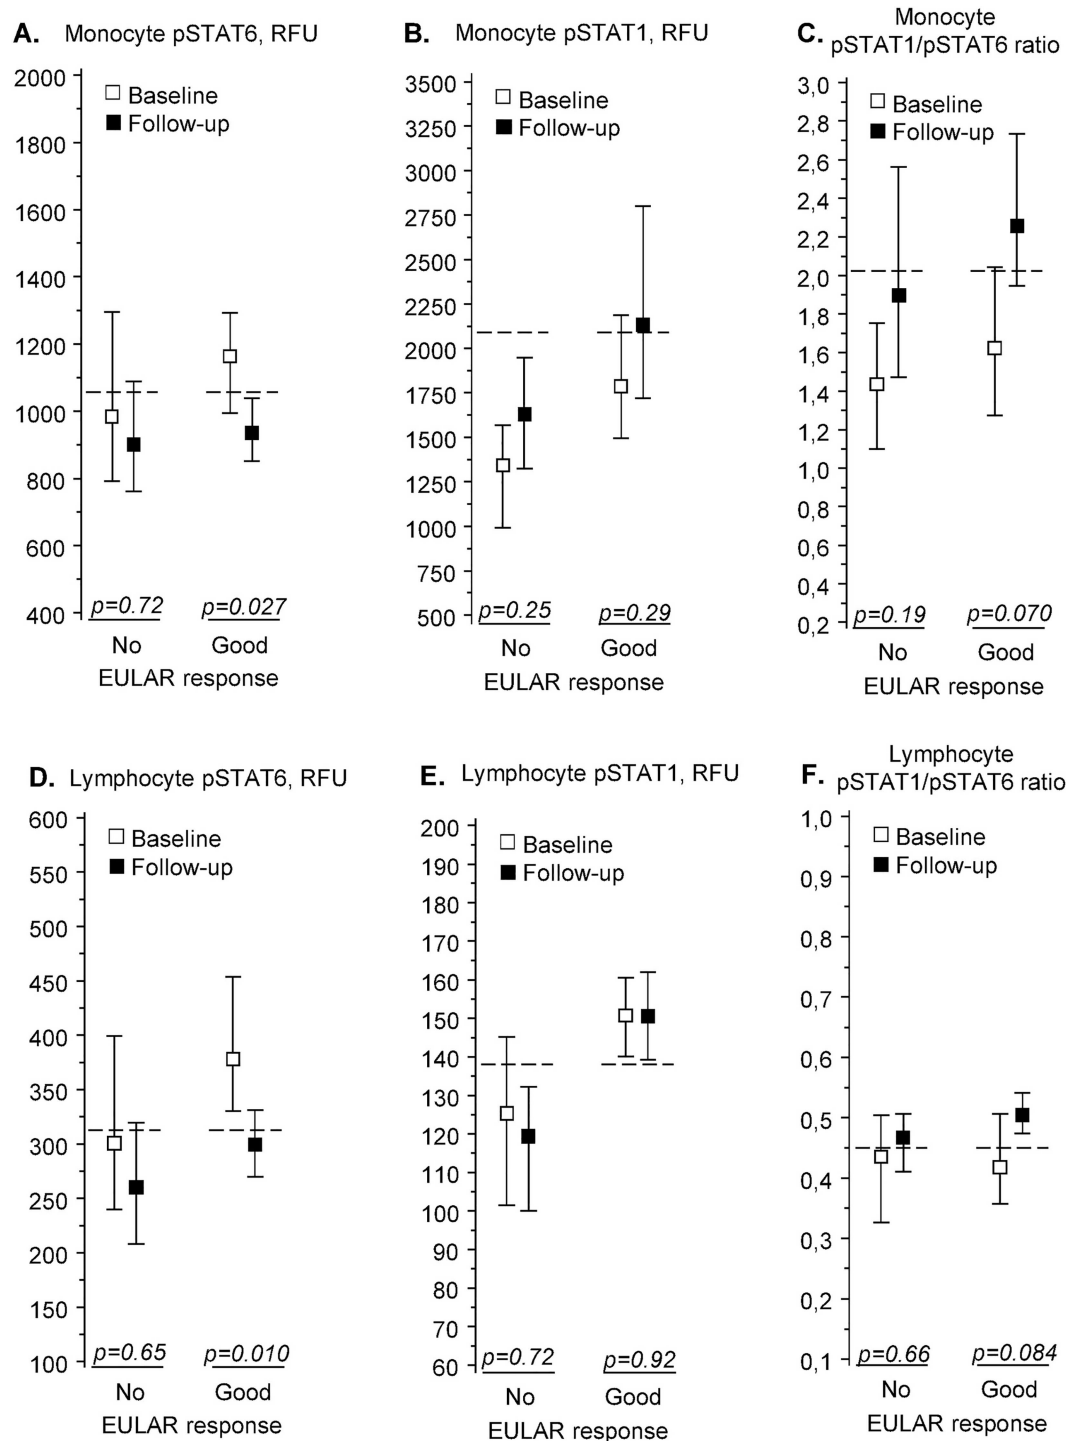 A. Monocyte pSTAT6, RFU
2000
1800
1600
1400
1200
1000
800
600
400
Baseline
Follow-up
p=0.72
p=0.027
No
Good
EULAR response
B. Monocyte pSTAT1, RFU
3500
3250
3000
2750
2500
2250
2000
1750
1500
1250
1000
750
500
Baseline
Follow-up
p=0.25
p=0.29
No
Good
EULAR response
C. Monocyte
pSTAT1/pSTAT6 ratio
3,0
2,8
2,6
2,4
2,2
2,0
1,8
1,6
1,4
1,2
1,0
0,8
0,6
0,4
0,2
Baseline
Follow-up
p=0.19
p=0.070
No
Good
EULAR response
D. Lymphocyte pSTAT6, RFU
600
550
500
450
400
350
300
250
200
150
100
Baseline
Follow-up
p=0.65
p=0.010
No
Good
EULAR response
E. Lymphocyte pSTAT1, RFU
200
190
180
170
160
150
140
130
120
110
100
90
80
70
60
Baseline
Follow-up
p=0.72
p=0.92
No
Good
EULAR response
F. Lymphocyte
pSTAT1/pSTAT6 ratio
1,0
0,9
0,8
0,7
0,6
0,5
0,4
0,3
0,2
0,1
Baseline
Follow-up
p=0.66
p=0.084
No
Good
EULAR response